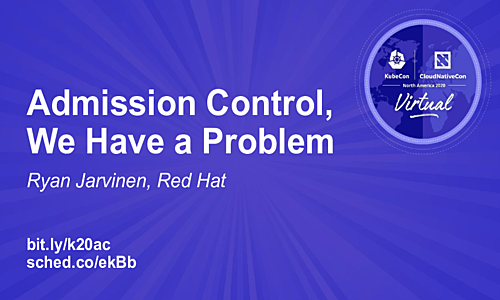 KubeCon
CloudNativeCon
North America 2020
Virtual
Admission Control,
We Have a Problem
Ryan Jarvinen, Red Hat
bit.ly/k20ac
sched.co/ekBb